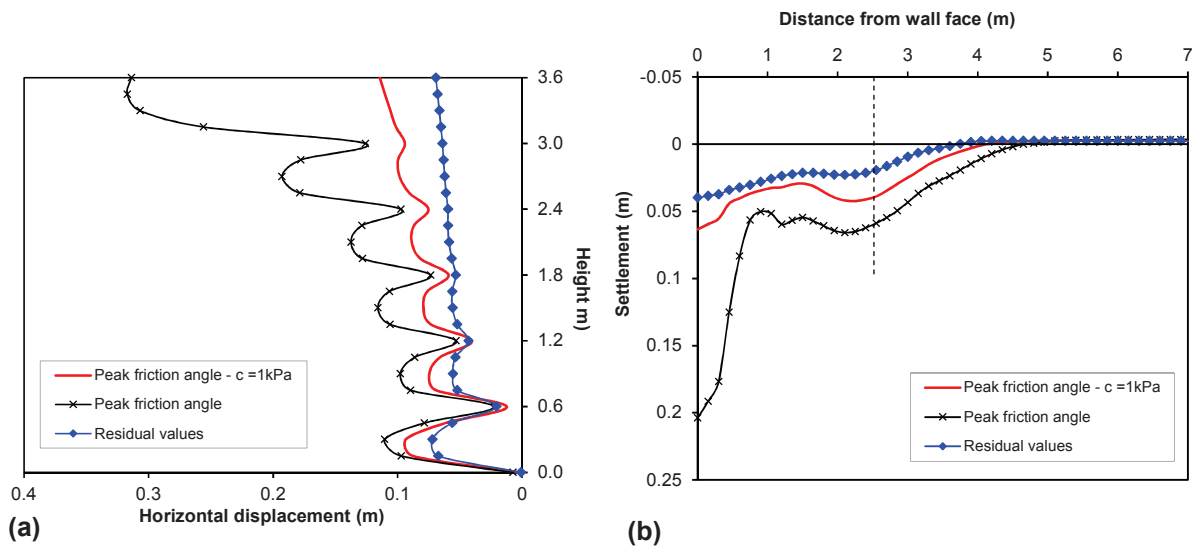 3.6
3.0
2.4
1.8
1.2
0.6
0.0
Height m)
Peak friction angle - c =1kPa
Peak friction angle
Residual values
0.4
0.3
0.2
0.1
0
Horizontal displacement (m)
(a)
Distance from wall face (m)
0
1
2
3
4
5
6
7
-0.05
0
0.05
0.1
0.15
0.2
0.25
Settlement (m)
Peak friction angle - c =1kPa
Peak friction angle
Residual values
(b)